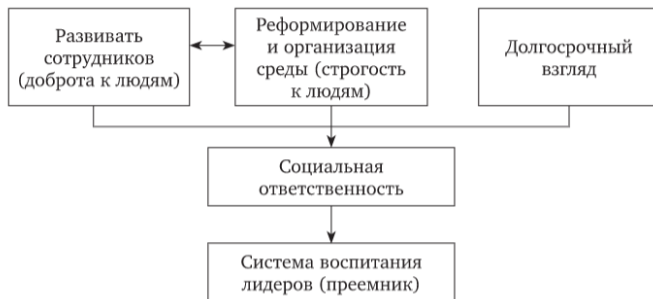 Развивать
сотрудников
(доброта к людям)
Реформирование
и организация
среды (строгость
к людям)
Долгосрочный
взгляд
Социальная
ответственность
Система воспитания
лидеров (преемник)